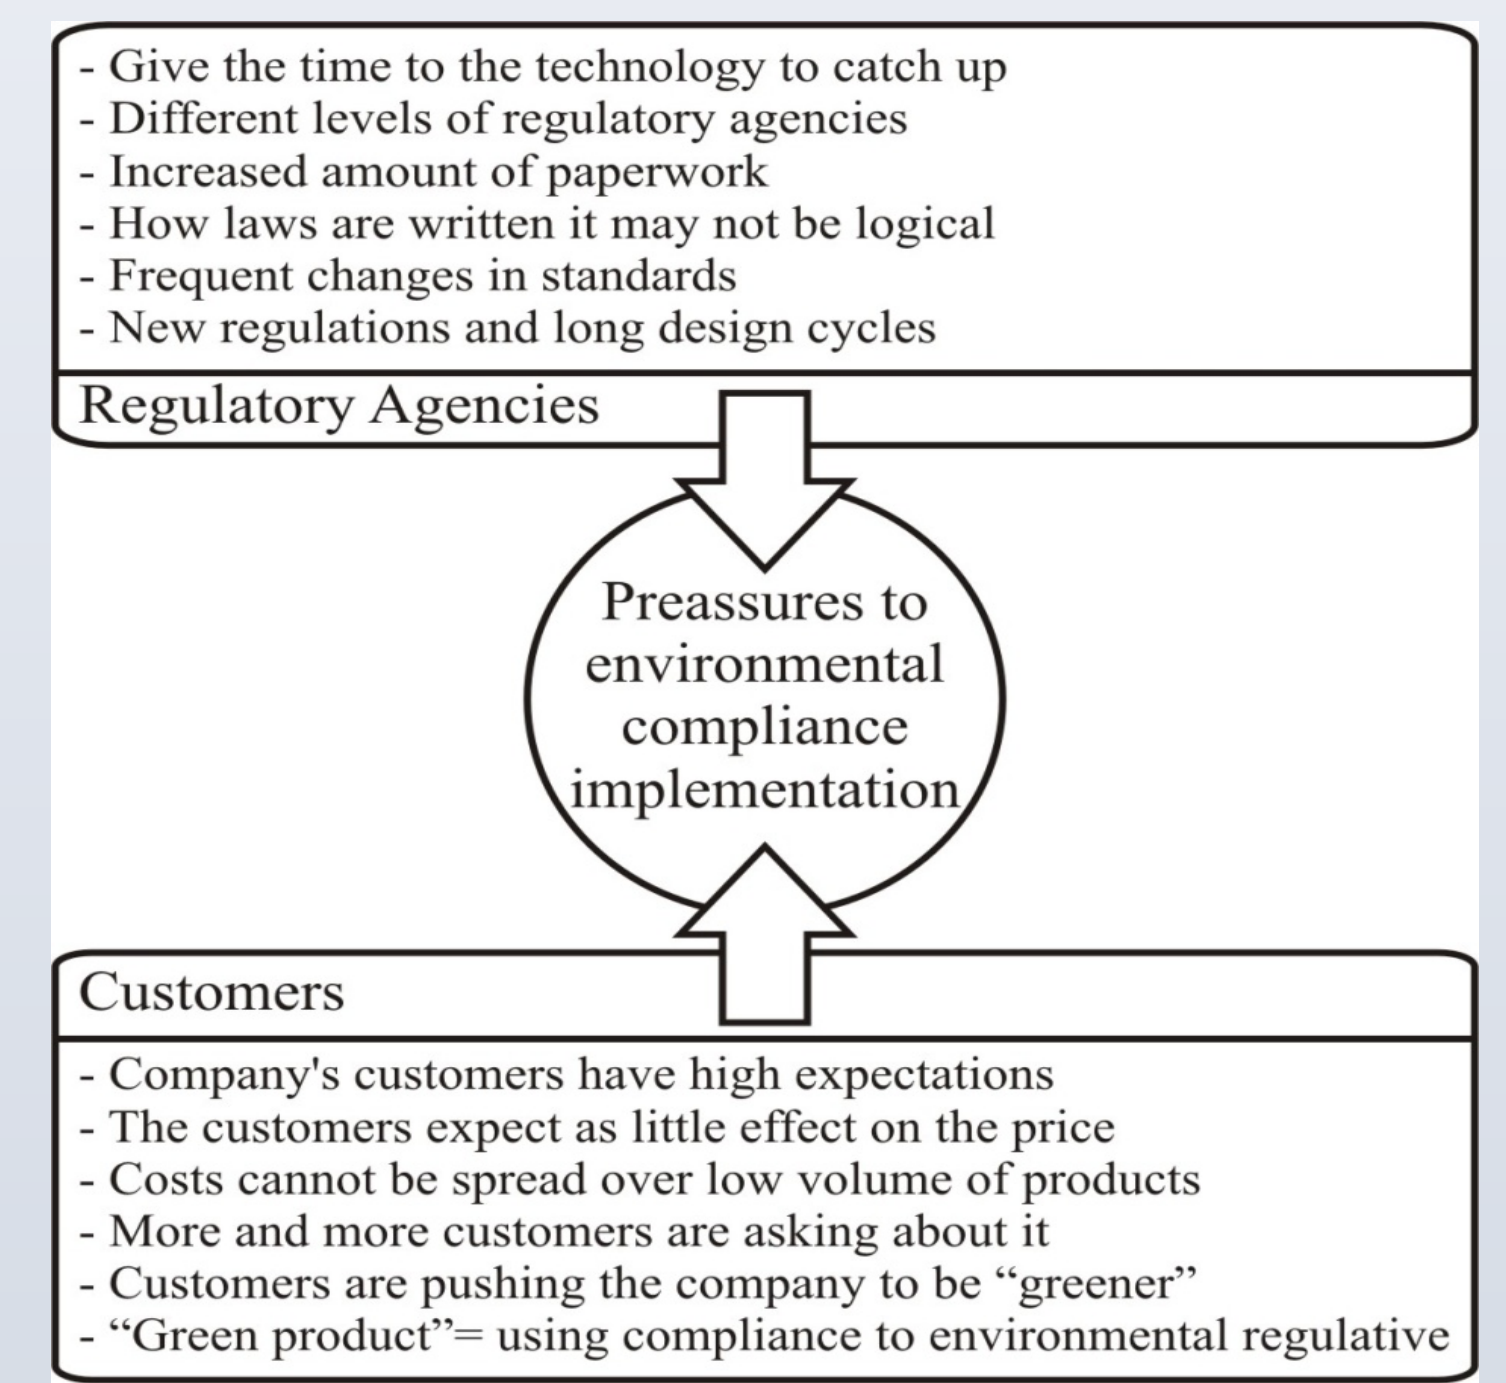 - Give the time to the technology to catch up
- Different levels of regulatory agencies
- Increased amount of paperwork
- How laws are written it may not be logical
- Frequent changes in standards
- New regulations and long design cycles
Regulatory Agencies
Preassures to
environmental
compliance
implementation
Customers
- Company's customers have high expectations
- The customers expect as little effect on the price
- Costs cannot be spread over low volume of products
- More and more customers are asking about it
- Customers are pushing the company to be “greener”
- “Green product”= using compliance to environmental regulative